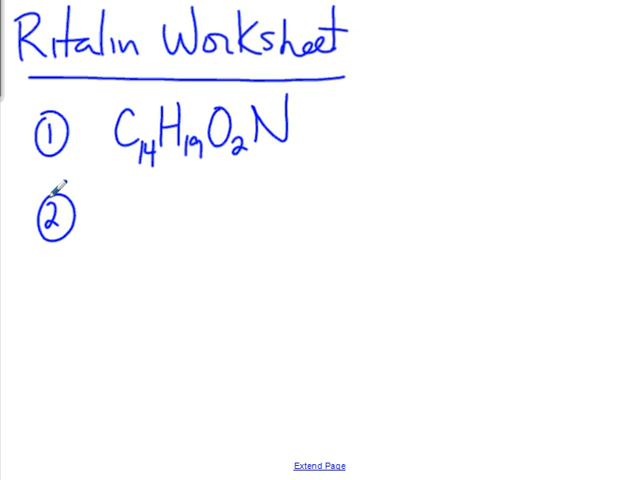 Ritalin Worksheet
① C₁₄H₁₉O₂N
②
Extend Page